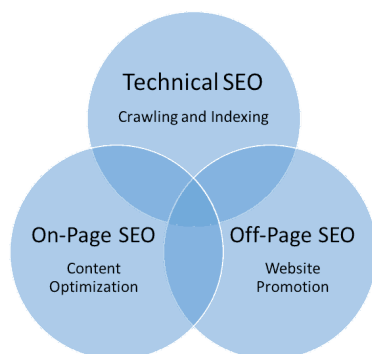 Technical SEO
Crawling and Indexing
On-Page SEO
Content
Optimization
Off-Page SEO
Website
Promotion